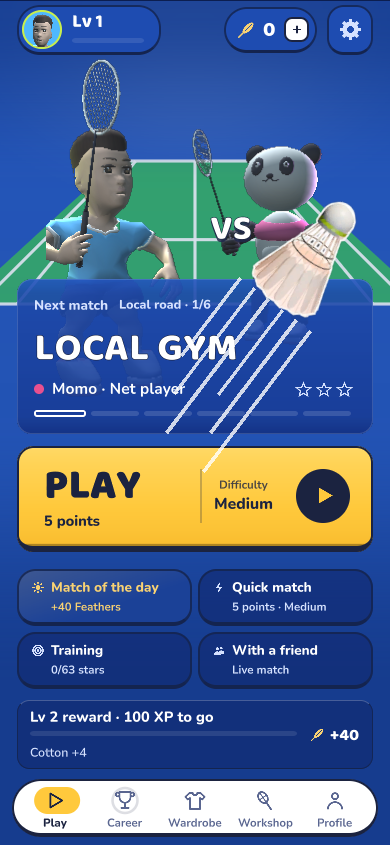 Lv 1
0
+
VS
Next match Local road · 1/6
LOCAL GYM
Momo · Net player
PLAY
5 points
Difficulty
Medium
Match of the day
+40 Feathers
Quick match
5 points · Medium
Training
0/63 stars
With a friend
Live match
Lv 2 reward · 100 XP to go
+40
Cotton +4
Play
Career
Wardrobe
Workshop
Profile